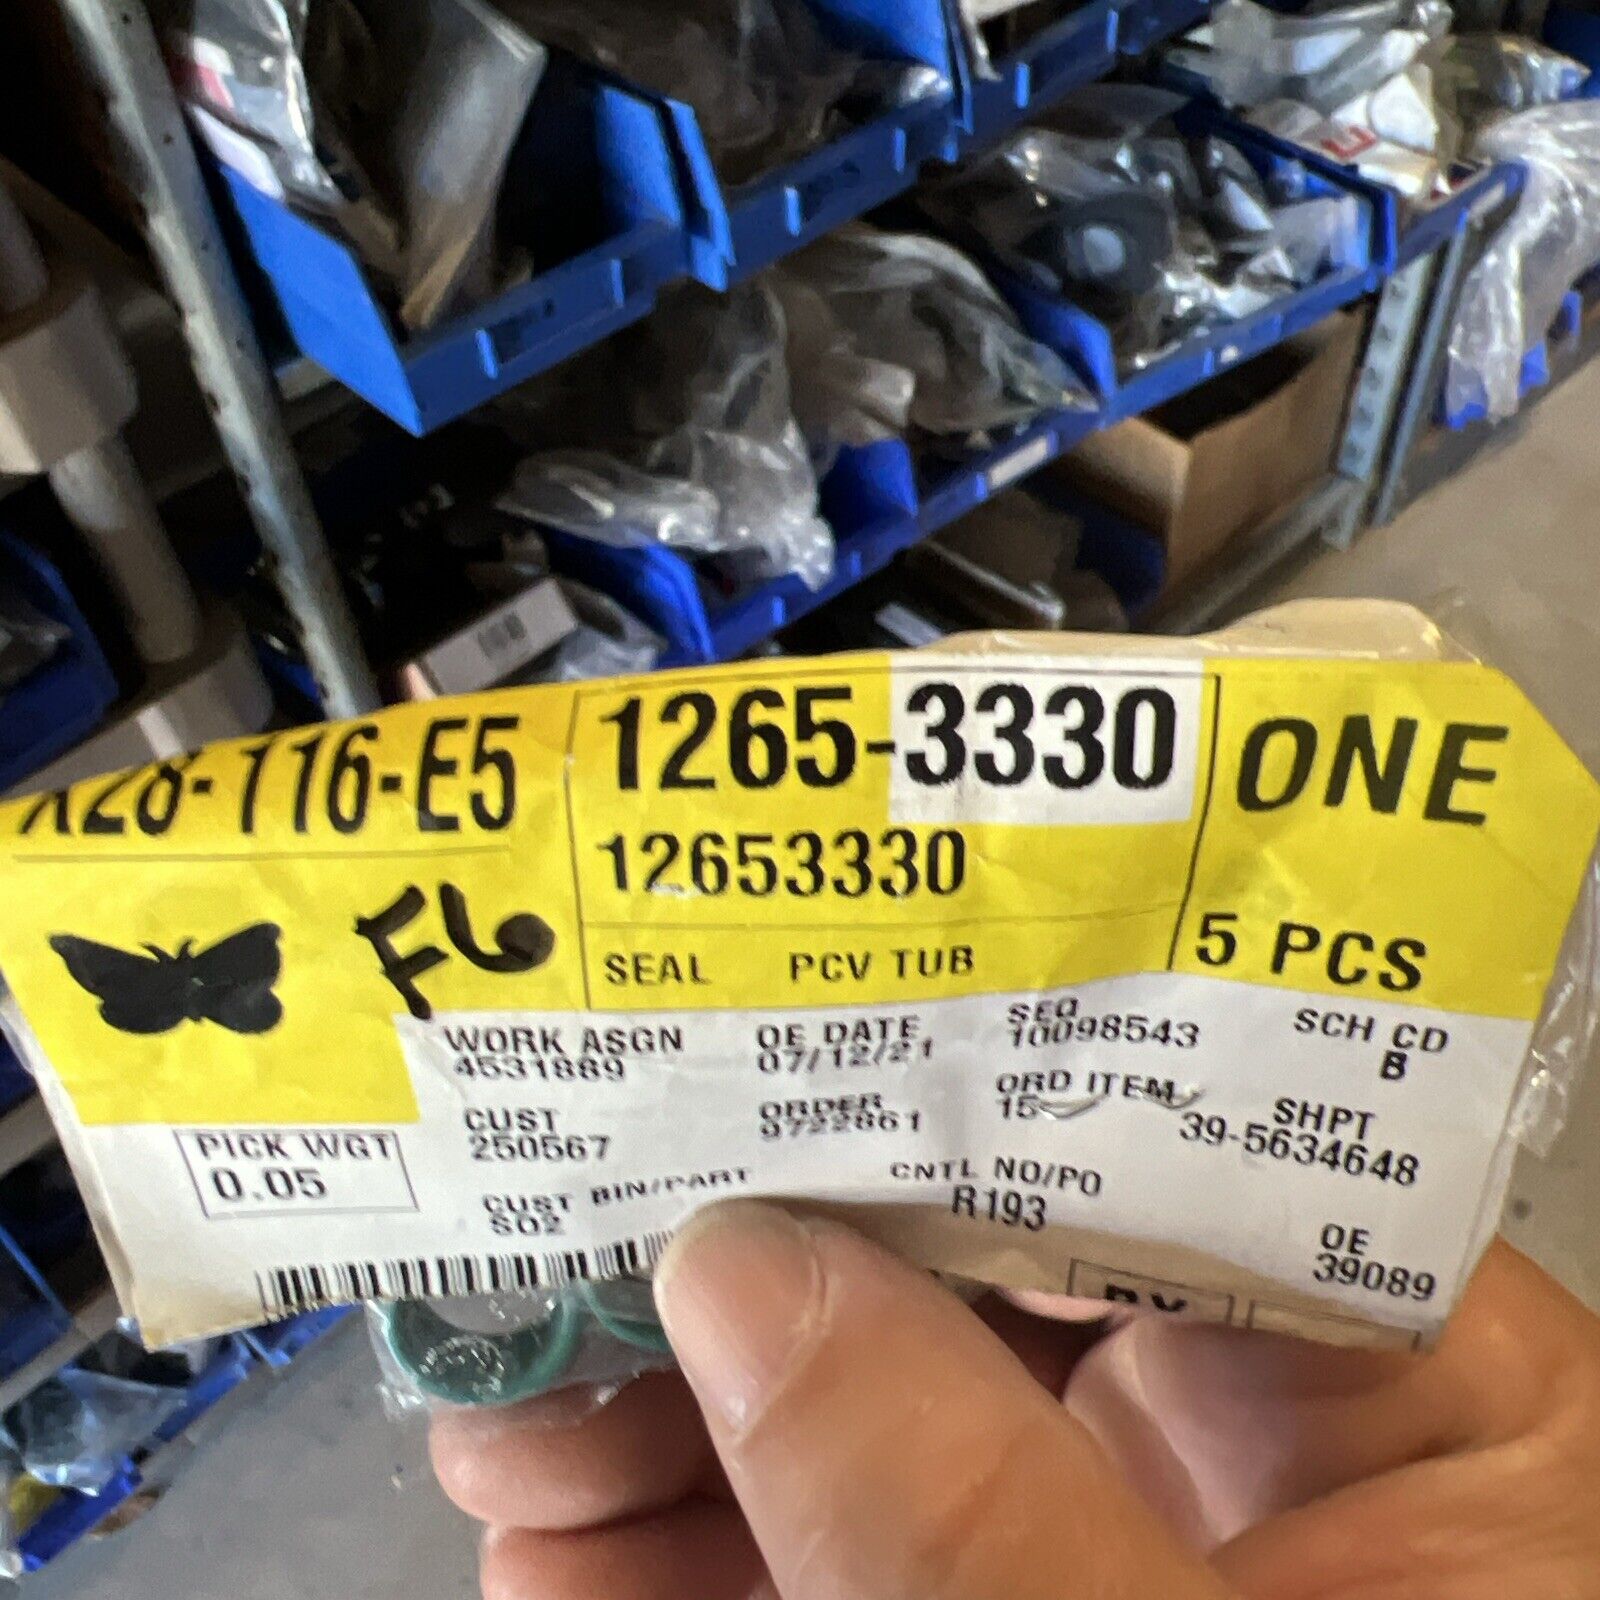 A28-116-E5
1265-3330
ONE
12653330
F6
SEAL PCV TUB
5 PCS
WORK ASGN
4531889
OE DATE
07/12/21
SEQ
10098543
SCH CD
B
CUST
250567
ORDER
3722861
ORD ITEM
15
SHPT
39-5634648
PICK WGT
0.05
CUST BIN/PART
S02
CNTL NO/PO
R193
OE
39089